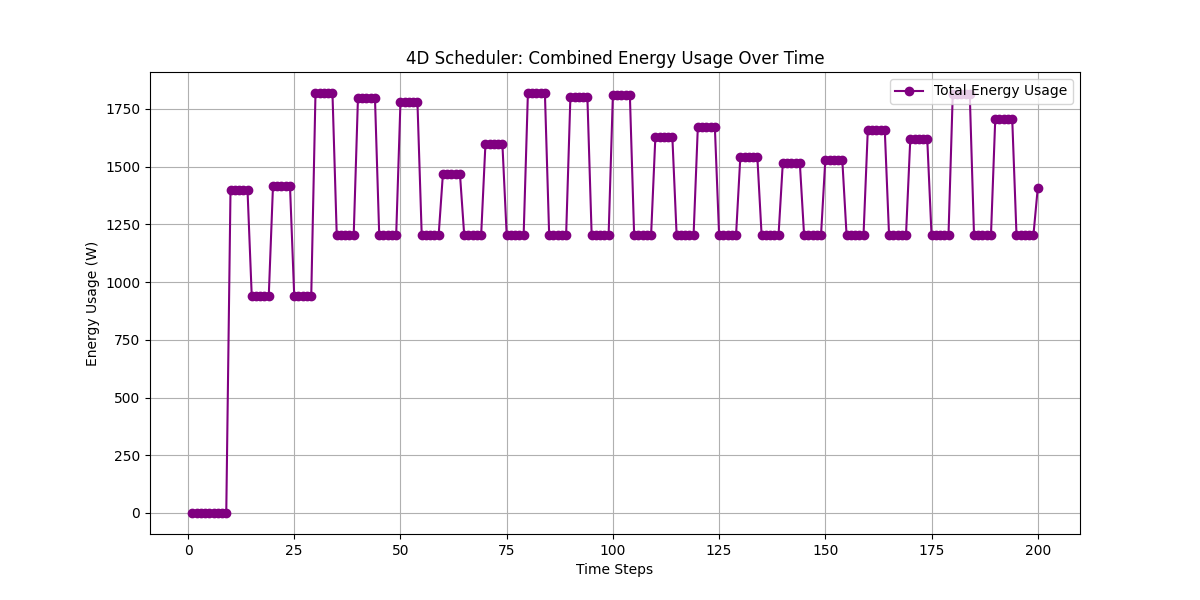 4D Scheduler: Combined Energy Usage Over Time
Total Energy Usage
Energy Usage (W)
1750
1500
1250
1000
750
500
250
0
0 25 50 75 100 125 150 175 200
Time Steps